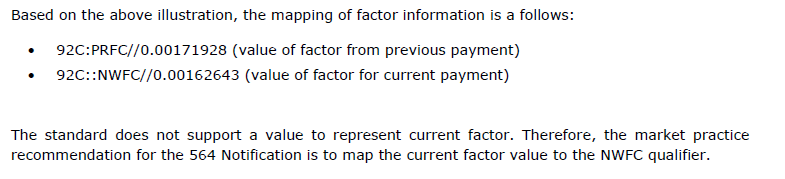 Based on the above illustration, the mapping of factor information is a follows:
• 92C:PRFC//0.00171928 (value of factor from previous payment)
• 92C::NWFC//0.00162643 (value of factor for current payment)
The standard does not support a value to represent current factor. Therefore, the market practice
recommendation for the 564 Notification is to map the current factor value to the NWFC qualifier.